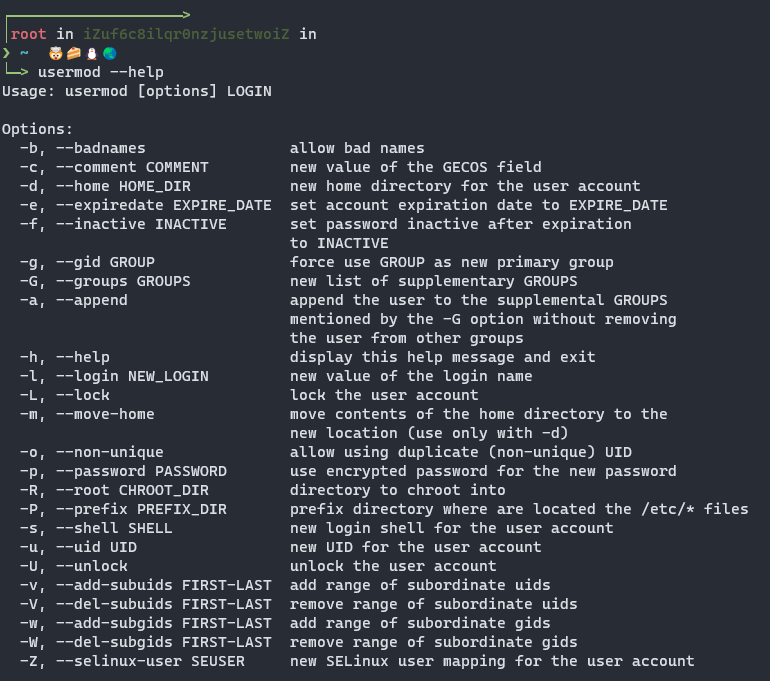 root in iZuf6c8ilqr0nzjusetwoiZ in
❯ ~ 🤯🧀⛄🌏
└─> usermod --help
Usage: usermod [options] LOGIN

Options:
  -b, --badnames                allow bad names
  -c, --comment COMMENT         new value of the GECOS field
  -d, --home HOME_DIR           new home directory for the user account
  -e, --expiredate EXPIRE_DATE  set account expiration date to EXPIRE_DATE
  -f, --inactive INACTIVE       set password inactive after expiration
                                to INACTIVE
  -g, --gid GROUP               force use GROUP as new primary group
  -G, --groups GROUPS           new list of supplementary GROUPS
  -a, --append                  append the user to the supplemental GROUPS
                                mentioned by the -G option without removing
                                the user from other groups
  -h, --help                    display this help message and exit
  -l, --login NEW_LOGIN         new value of the login name
  -L, --lock                    lock the user account
  -m, --move-home               move contents of the home directory to the
                                new location (use only with -d)
  -o, --non-unique              allow using duplicate (non-unique) UID
  -p, --password PASSWORD       use encrypted password for the new password
  -R, --root CHROOT_DIR         directory to chroot into
  -P, --prefix PREFIX_DIR       prefix directory where are located the /etc/* files
  -s, --shell SHELL             new login shell for the user account
  -u, --uid UID                 new UID for the user account
  -U, --unlock                  unlock the user account
  -v, --add-subuids FIRST-LAST  add range of subordinate uids
  -V, --del-subuids FIRST-LAST  remove range of subordinate uids
  -w, --add-subgids FIRST-LAST  add range of subordinate gids
  -W, --del-subgids FIRST-LAST  remove range of subordinate gids
  -Z, --selinux-user SEUSER     new SELinux user mapping for the user account